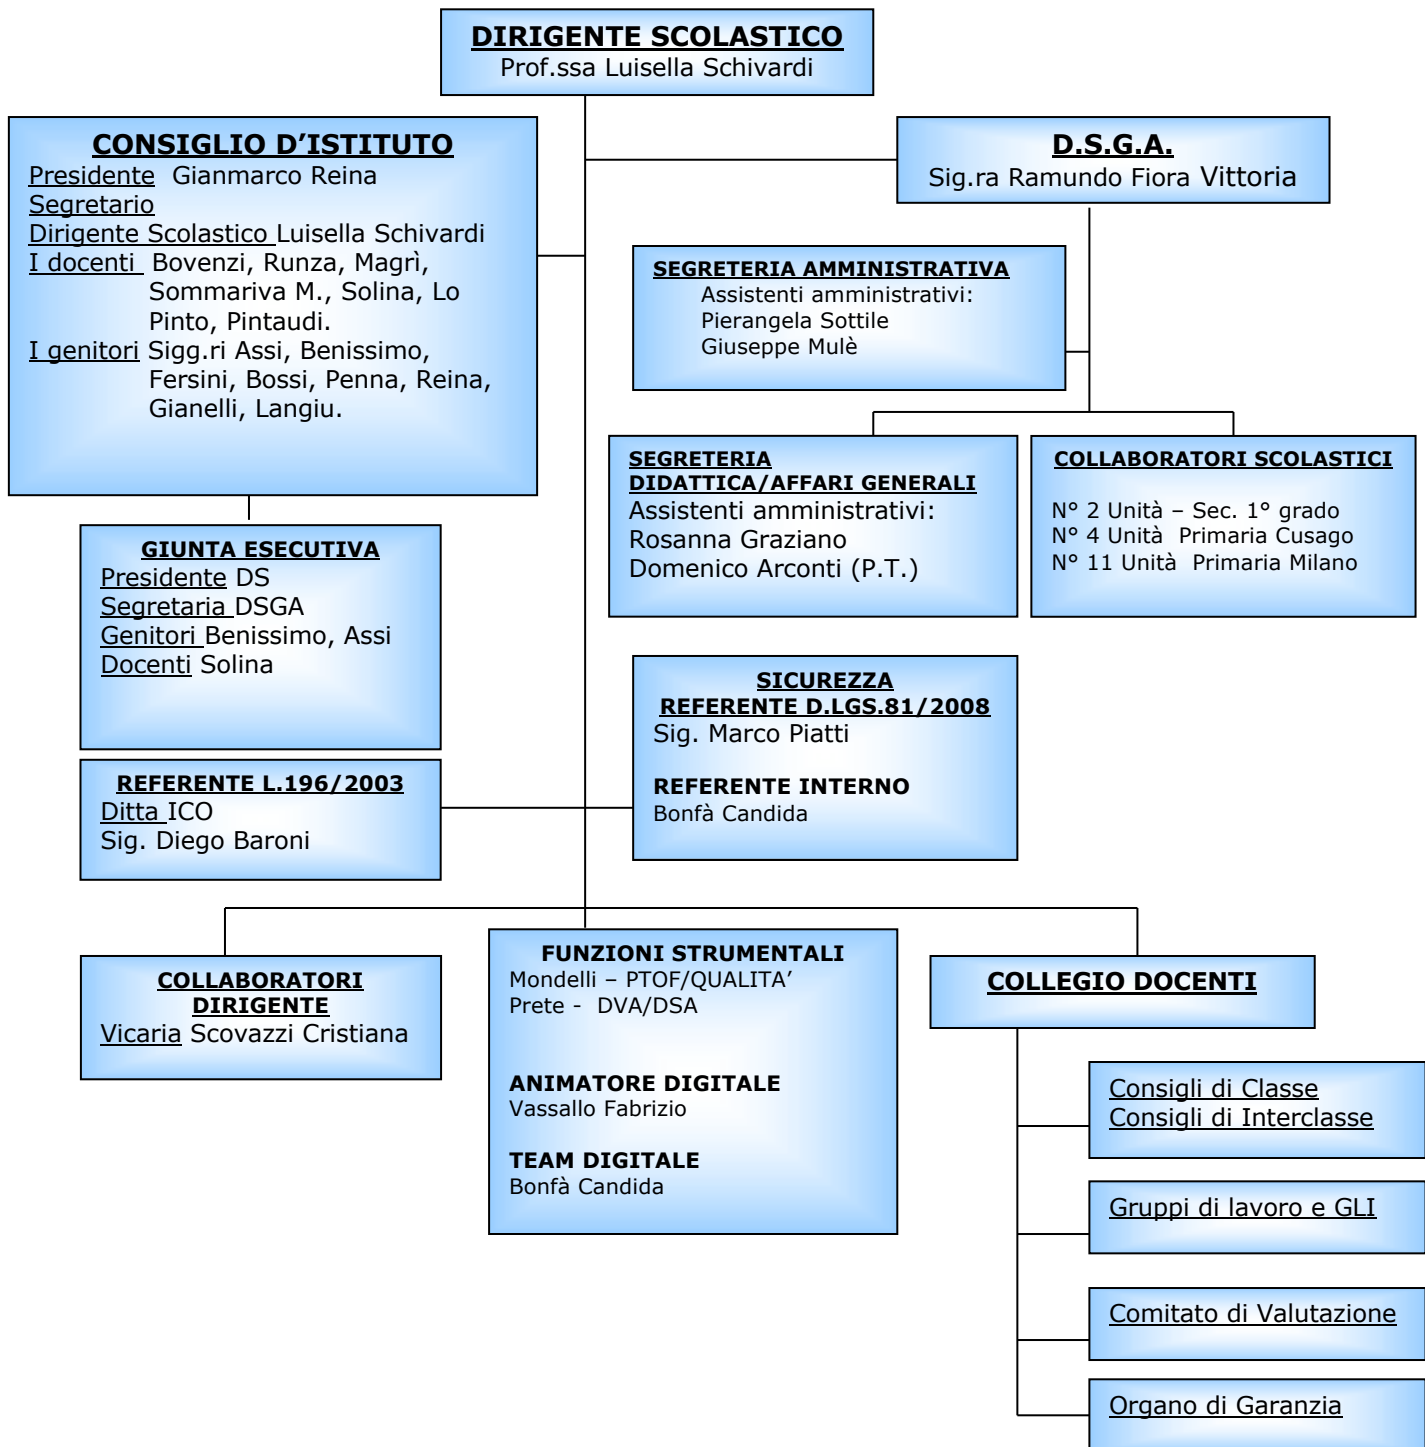 DIRIGENTE SCOLASTICO
Prof.ssa Luisella Schivardi
CONSIGLIO D’ISTITUTO
Presidente Gianmarco Reina
Segretario
Dirigente Scolastico Luisella Schivardi
I docenti Bovenzi, Runza, Magrì,
Sommariva M., Solina, Lo
Pinto, Pintaudi.
I genitori Sigg.ri Assi, Benissimo,
Fersini, Bossi, Penna, Reina,
Gianelli, Langiu.
D.S.G.A.
Sig.ra Ramundo Fiora Vittoria
SEGRETERIA AMMINISTRATIVA
Assistenti amministrativi:
Pierangela Sottile
Giuseppe Mulè
SEGRETERIA
DIDATTICA/AFFARI GENERALI
Assistenti amministrativi:
Rosanna Graziano
Domenico Arconti (P.T.)
COLLABORATORI SCOLASTICI
N° 2 Unità – Sec. 1° grado
N° 4 Unità Primaria Cusago
N° 11 Unità Primaria Milano
GIUNTA ESECUTIVA
Presidente DS
Segretaria DSGA
Genitori Benissimo, Assi
Docenti Solina
SICUREZZA
REFERENTE D.LGS.81/2008
Sig. Marco Piatti
REFERENTE INTERNO
Bonfà Candida
REFERENTE L.196/2003
Ditta ICO
Sig. Diego Baroni
COLLABORATORI
DIRIGENTE
Vicaria Scovazzi Cristiana
FUNZIONI STRUMENTALI
Mondelli – PTOF/QUALITA’
Prete - DVA/DSA
ANIMATORE DIGITALE
Vassallo Fabrizio
TEAM DIGITALE
Bonfà Candida
COLLEGIO DOCENTI
Consigli di Classe
Consigli di Interclasse
Gruppi di lavoro e GLI
Comitato di Valutazione
Organo di Garanzia